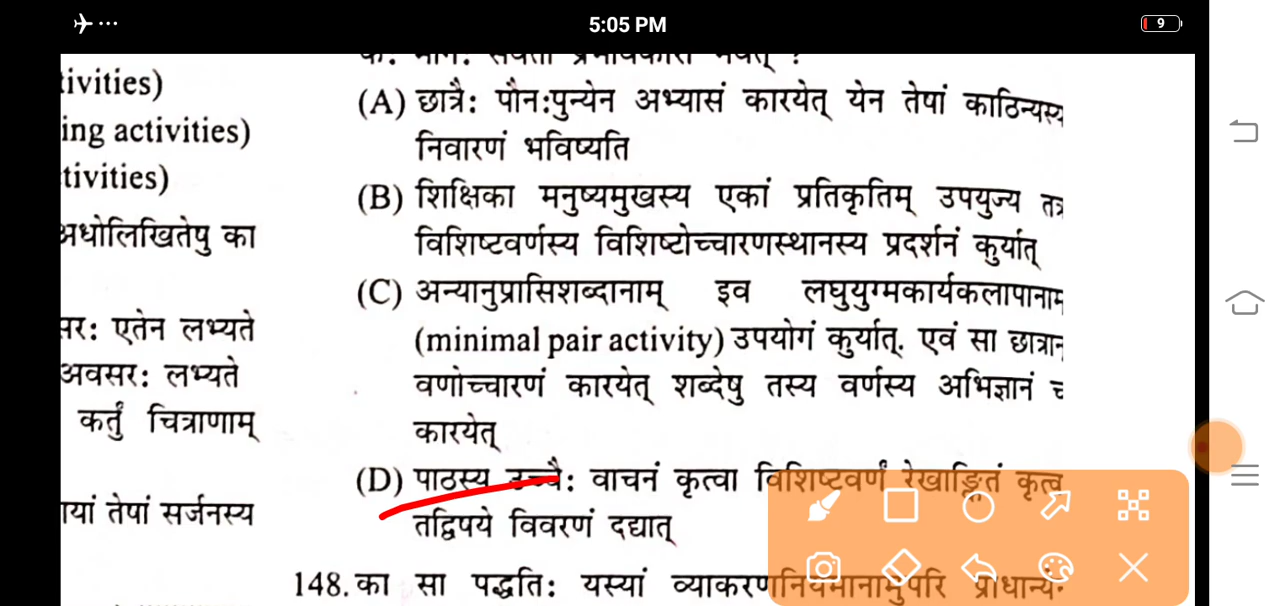 5:05 PM
9
tivities)
ing activities)
tivities)
अधोलिखितेषु का
सर: एतेन लभ्यते
अवसर: लभ्यते
कर्तुं चित्राणाम्
यां तेषां सर्जनस्य
(A) छात्रै: पौन:पुन्येन अभ्यासं कारयेत् येन तेषां काठिन्यस्य
निवारणं भविष्यति
(B) शिक्षिका मनुष्यमुखस्य एकां प्रतिकृतिम् उपयुज्य तत्र
विशिष्टवर्णस्य विशिष्टोच्चारणस्थानस्य प्रदर्शनं कुर्यात्
(C) अन्यानुप्रासिशब्दानाम् इव लघुयुग्मकार्यकलापानाम
(minimal pair activity) उपयोगं कुर्यात्. एवं सा छात्रान
वर्णोच्चारणं कारयेत् शब्देषु तस्य वर्णस्य अभिज्ञानं च
कारयेत्
(D) पाठस्य उच्चै: वाचनं कृत्वा विशिष्टवर्णं रेखाङ्कितं कृत्व
तद्विषये विवरणं दद्यात्
148. का सा पद्धति: यस्यां व्याकरणनियमानामुपरि प्राधान्यं